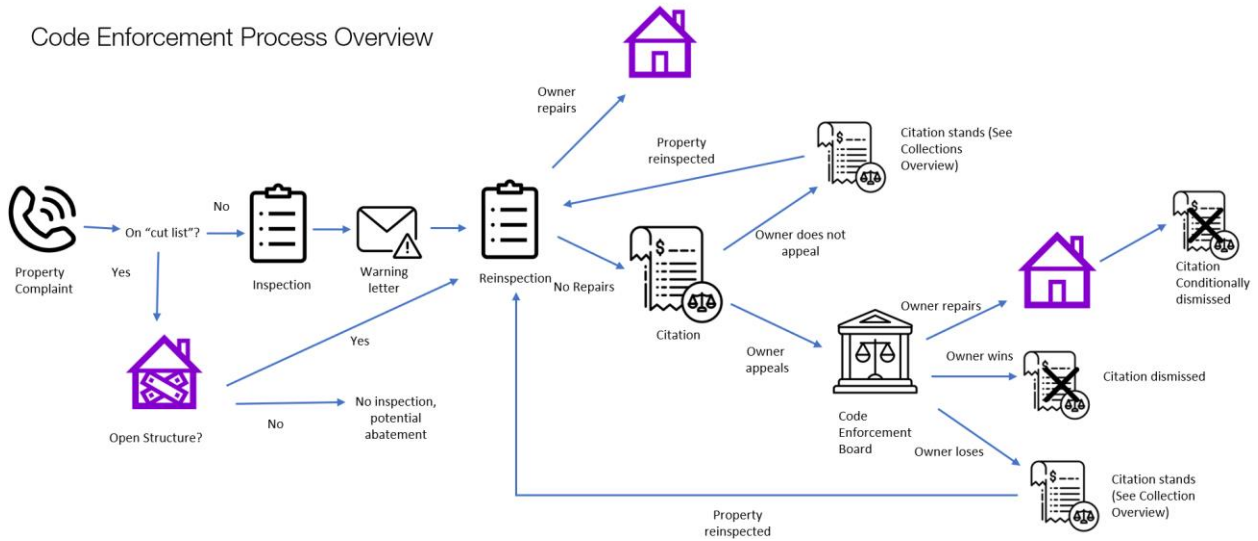 Code Enforcement Process Overview
Owner
repairs
Property
reinspected
$
Citation stands (See
Collections
Overview)
No
On “cut list”?
Yes
Property
Complaint
Inspection
Warning
letter
Reinspection
No Repairs
$
Citation
Owner does not
appeal
Owner
appeals
Owner repairs
$
Citation
Conditionally
dismissed
Yes
Open Structure?
No
No inspection,
potential
abatement
Code
Enforcement
Board
Owner wins
$
Citation dismissed
Owner loses
$
Citation stands
(See Collection
Overview)
Property
reinspected